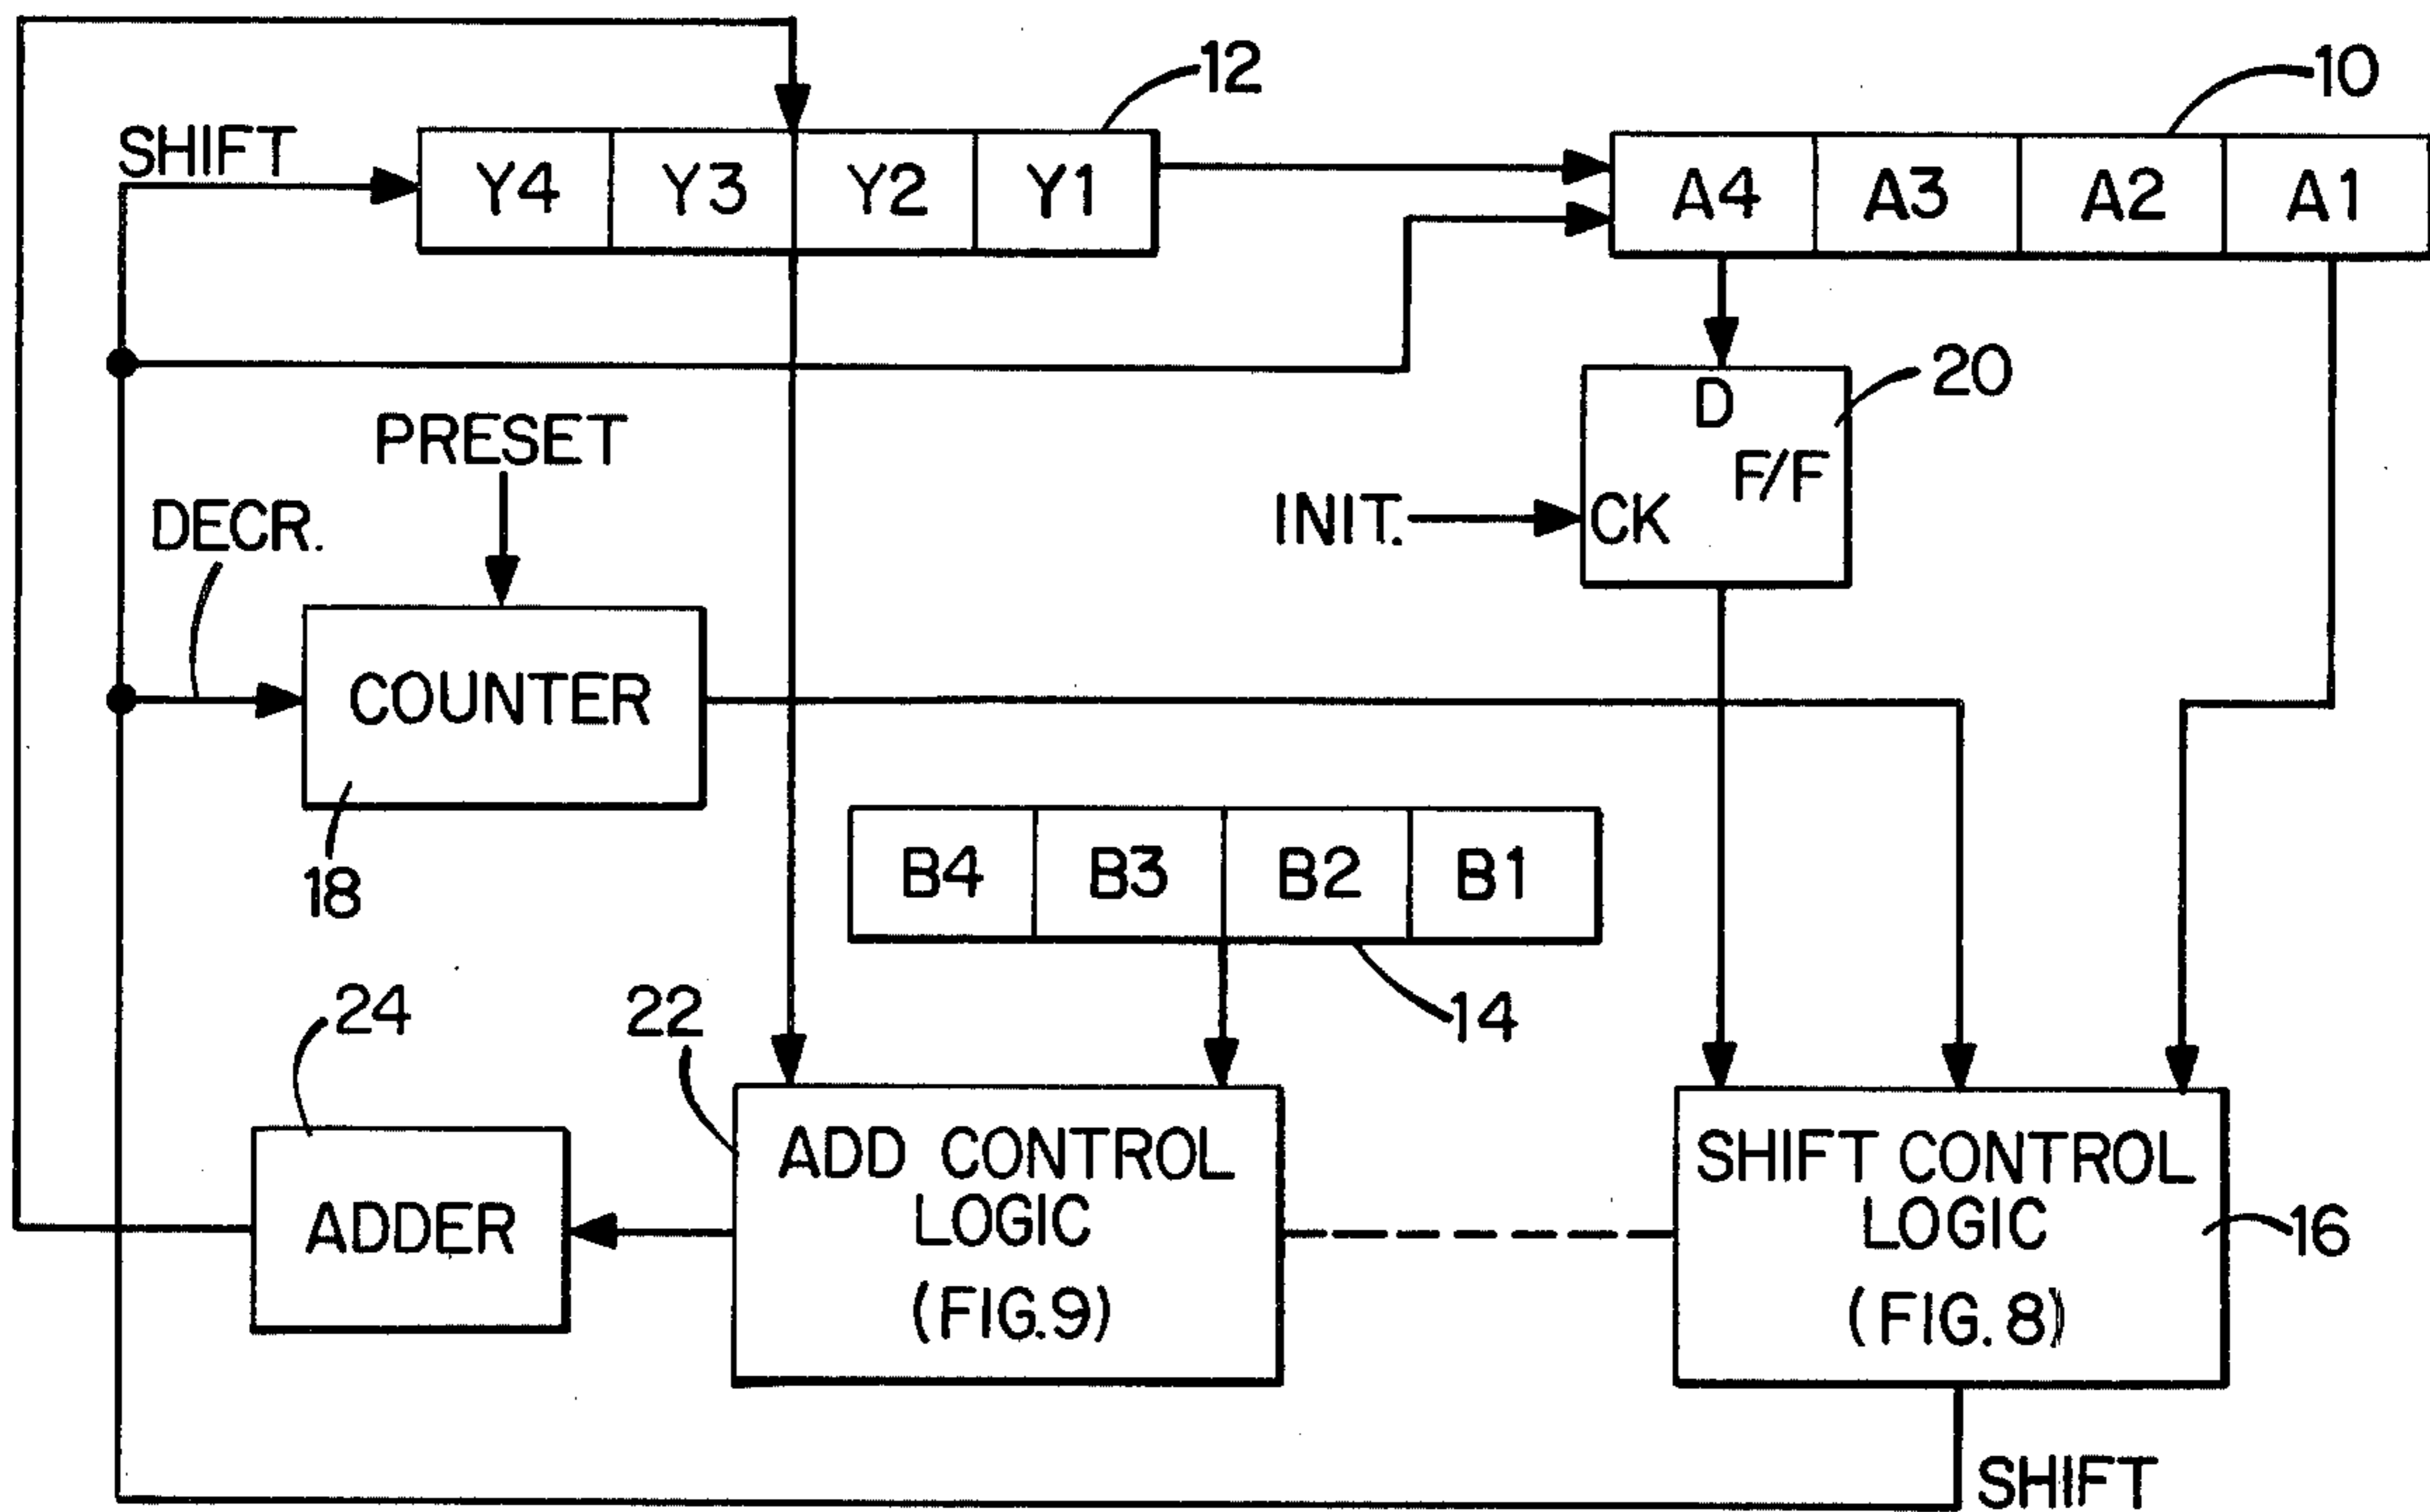 12
10
SHIFT
Y4 Y3 Y2 Y1
A4 A3 A2 A1
20
D
F/F
CK
INIT.
PRESET
DECR.
COUNTER
18
B4 B3 B2 B1
14
24
22
ADDER
ADD CONTROL
LOGIC
(FIG.9)
SHIFT CONTROL
LOGIC
(FIG. 8)
16
SHIFT